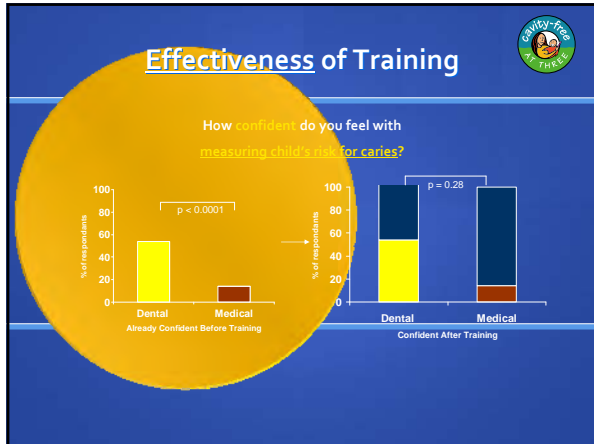 Effectiveness of Training
cavity-free
AT THREE
How confident do you feel with
measuring child's risk for caries?
100
80
60
40
20
0
% of respondants
p < 0.0001
Dental
Medical
Already Confident Before Training
100
80
60
40
20
0
% of respondants
p = 0.28
Dental
Medical
Confident After Training